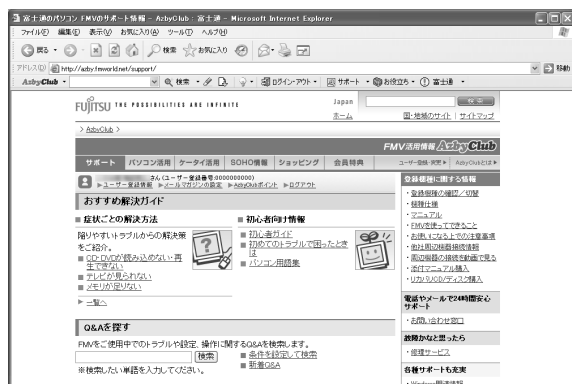 富士通のパソコン FMVのサポート情報 - AzbyClub : 富士通 - Microsoft Internet Explorer
ファイル(F) 編集(E) 表示(V) お気に入り(A) ツール(T) ヘルプ(H)
戻る 検索 お気に入り
アドレス(D) http://azby.fmworld.net/support/ 移動
AzbyClub 検索 ログイン・アウト サポート お役立ち 富士通
FUJITSU THE POSSIBILITIES ARE INFINITE Japan 検索
ホーム 国・地域のサイト サイトマップ
> AzbyClub >
FMV活用情報 AzbyClub
サポート パソコン活用 ケータイ活用 SOHO情報 ショッピング 会員特典 ユーザー登録・変更 AzbyClubとは
さん(ユーザー登録番号:0000000000)
ユーザー登録情報 メールマガジンの設定 AzbyClubポイント ログアウト
おすすめ解決ガイド
■ 症状ごとの解決方法
陥りやすいトラブルからの解決策をご紹介。
■ CD・DVDが読み込めない・再生できない
■ テレビが見られない
■ メモリが足りない
一覧へ
■ 初心者向け情報
■ 初心者ガイド
■ 初めてのトラブルで困ったときは
■ パソコン用語集
Q&Aを探す
FMVをご使用中でのトラブルや設定、操作に関するQ&Aを検索します。
検索
※検索したい単語を入力してください。
■ 条件を設定して検索
■ 新着Q&A
登録機種に関する情報
・登録機種の確認/切替
・機種仕様
・マニュアル
・FMVを使ってできること
・お使いになる上での注意事項
・他社周辺機器接続情報
・周辺機器の接続を動画で見る
・添付マニュアル購入
・リカバリCD/ディスク購入
電話やメールで24時間安心サポート
・お問い合わせ窓口
故障かなと思ったら
・修理サービス
各種サポートも充実
・Windows関連情報